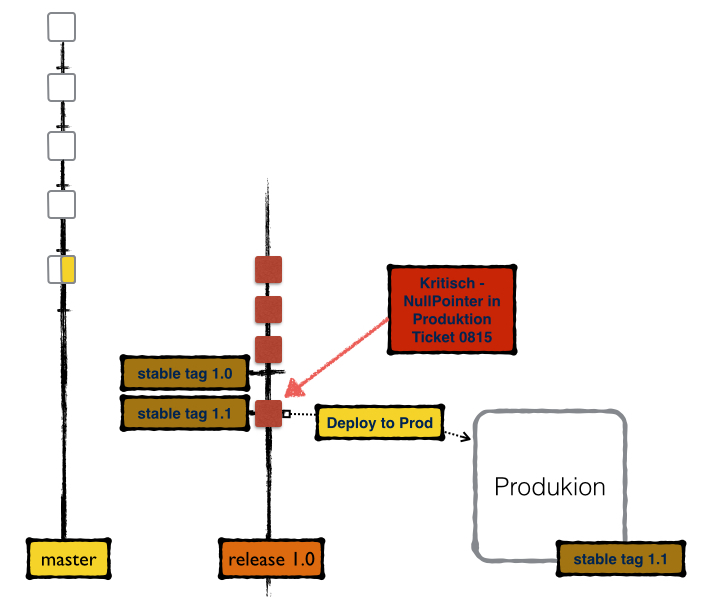 Kritisch -
NullPointer in
Produktion
Ticket 0815
stable tag 1.0
stable tag 1.1
Deploy to Prod
Produkion
master
release 1.0
stable tag 1.1